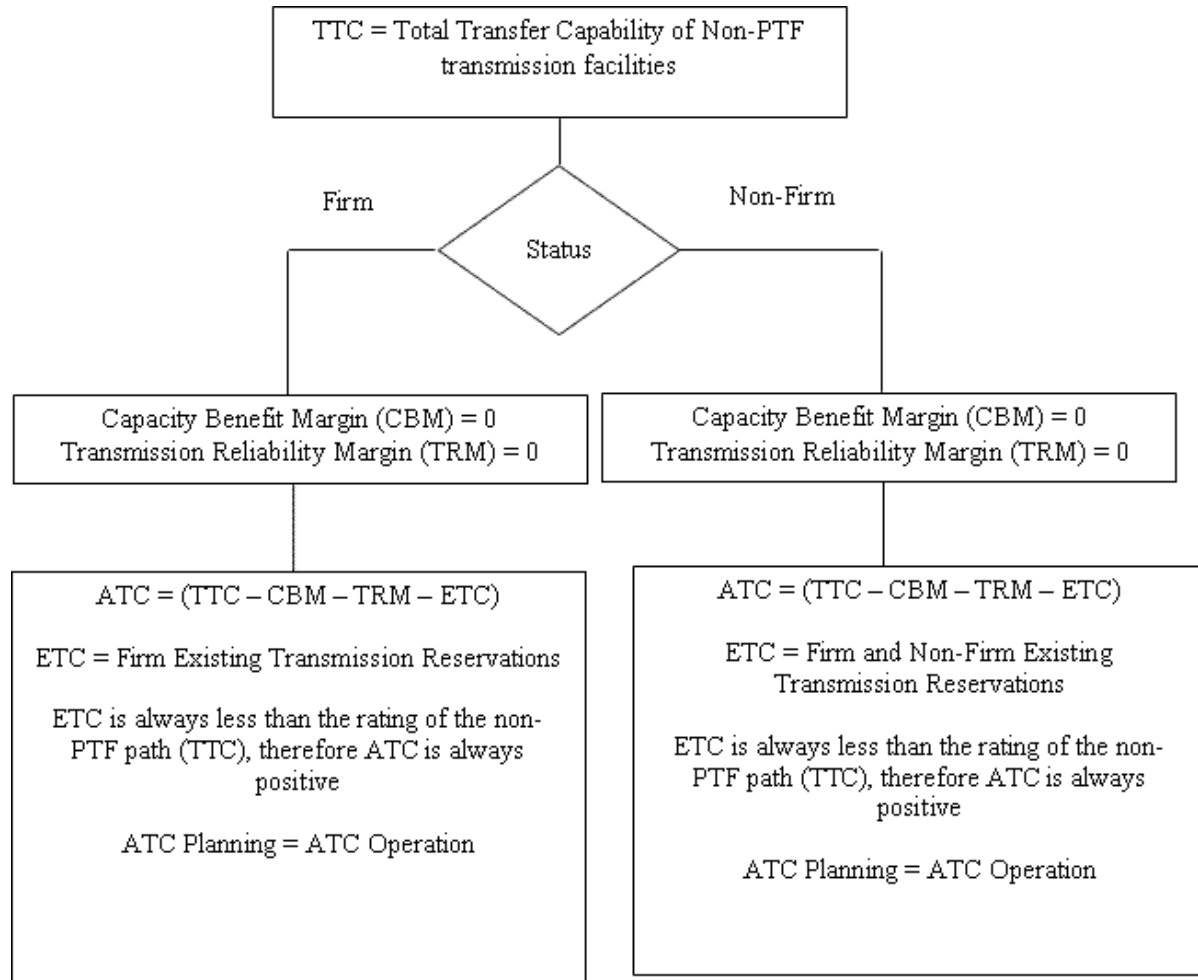 TTC = Total Transfer Capability of Non-PTF
transmission facilities
Firm
Non-Firm
Status
Capacity Benefit Margin (CBM) = 0
Transmission Reliability Margin (TRM) = 0
Capacity Benefit Margin (CBM) = 0
Transmission Reliability Margin (TRM) = 0
ATC = (TTC – CBM – TRM – ETC)
ETC = Firm Existing Transmission Reservations
ETC is always less than the rating of the non-
PTF path (TTC), therefore ATC is always
positive
ATC Planning = ATC Operation
ATC = (TTC – CBM – TRM – ETC)
ETC = Firm and Non-Firm Existing
Transmission Reservations
ETC is always less than the rating of the non-
PTF path (TTC), therefore ATC is always
positive
ATC Planning = ATC Operation